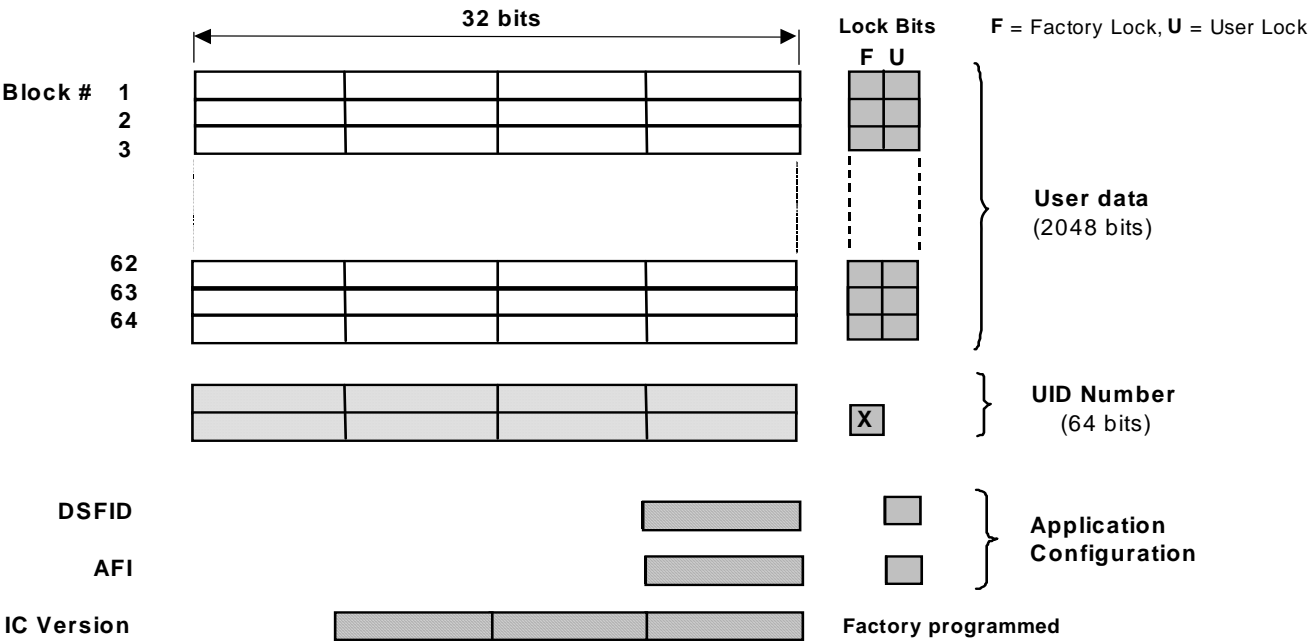 32 bits
Lock Bits
F = Factory Lock, U = User Lock
F U
Block # 1
2
3
User data
(2048 bits)
62
63
64
UID Number
(64 bits)
X
DSFID
Application
Configuration
AFI
IC Version
Factory programmed